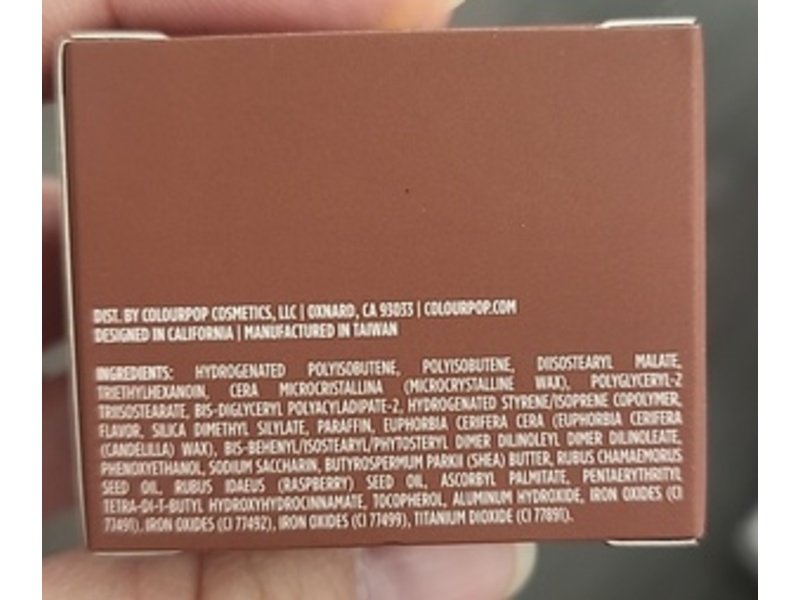 DIST. BY COLOURPOP COSMETICS, LLC | OXNARD, CA 93033 | COLOURPOP.COM
DESIGNED IN CALIFORNIA | MANUFACTURED IN TAIWAN
INGREDIENTS: HYDROGENATED POLYISOBUTENE, POLYISOBUTENE, DIISOSTEARYL MALATE,
TRIETHYLHEXANOIN, CERA MICROCRISTALLINA (MICROCRYSTALLINE WAX), POLYGLYCERYL-2
TRIISOSTEARATE, BIS-DIGLYCERYL POLYACYLADIPATE-2, HYDROGENATED STYRENE/ISOPRENE COPOLYMER,
FLAVOR, SILICA DIMETHYL SILYLATE, PARAFFIN, EUPHORBIA CERIFERA CERA (EUPHORBIA CERIFERA
(CANDELILLA) WAX), BIS-BEHENYL/ISOSTEARYL/PHYTOSTERYL DIMER DILINOLEYL DIMER DILINOLEATE,
PHENOXYETHANOL, SODIUM SACCHARIN, BUTYROSPERMUM PARKII (SHEA) BUTTER, RUBUS CHAMAEMORUS
SEED OIL, RUBUS IDAEUS (RASPBERRY) SEED OIL, ASCORBYL PALMITATE, PENTAERYTHRITYL
TETRA-DI-T-BUTYL HYDROXYHYDROCINNAMATE, TOCOPHEROL, ALUMINUM HYDROXIDE, IRON OXIDES (CI
77491), IRON OXIDES (CI 77492), IRON OXIDES (CI 77499), TITANIUM DIOXIDE (CI 77891).